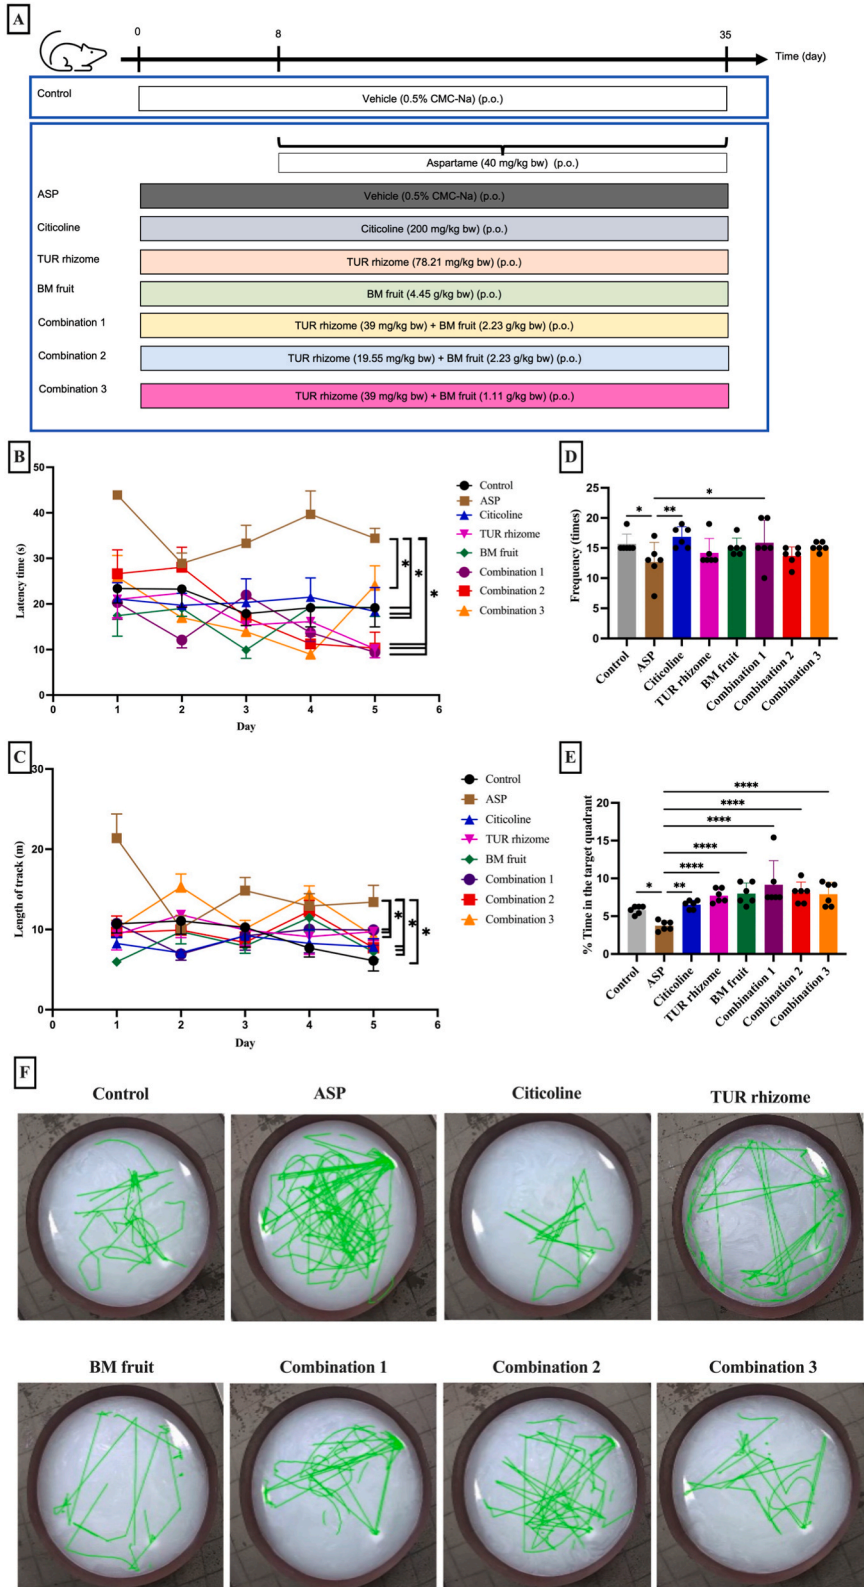 A
0 8 35
Time (day)
Control
Vehicle (0.5% CMC-Na) (p.o.)
Aspartame (40 mg/kg bw) (p.o.)
ASP
Vehicle (0.5% CMC-Na) (p.o.)
Citicoline
Citicoline (200 mg/kg bw) (p.o.)
TUR rhizome
TUR rhizome (78.21 mg/kg bw) (p.o.)
BM fruit
BM fruit (4.45 g/kg bw) (p.o.)
Combination 1
TUR rhizome (39 mg/kg bw) + BM fruit (2.23 g/kg bw) (p.o.)
Combination 2
TUR rhizome (19.55 mg/kg bw) + BM fruit (2.23 g/kg bw) (p.o.)
Combination 3
TUR rhizome (39 mg/kg bw) + BM fruit (1.11 g/kg bw) (p.o.)
B
Latency time (s)
50
40
30
20
10
0
0 1 2 3 4 5 6
Day
* * *
Control
ASP
Citicoline
TUR rhizome
BM fruit
Combination 1
Combination 2
Combination 3
D
Frequency (times)
25
20
15
10
5
0
* ** *
Control
ASP
Citicoline
TUR rhizome
BM fruit
Combination 1
Combination 2
Combination 3
C
Length of track (m)
30
20
10
0
0 1 2 3 4 5 6
Day
* * *
Control
ASP
Citicoline
TUR rhizome
BM fruit
Combination 1
Combination 2
Combination 3
E
% Time in the target quadrant
20
15
10
5
0
****
****
****
****
****
* **
Control
ASP
Citicoline
TUR rhizome
BM fruit
Combination 1
Combination 2
Combination 3
F
Control
ASP
Citicoline
TUR rhizome
BM fruit
Combination 1
Combination 2
Combination 3